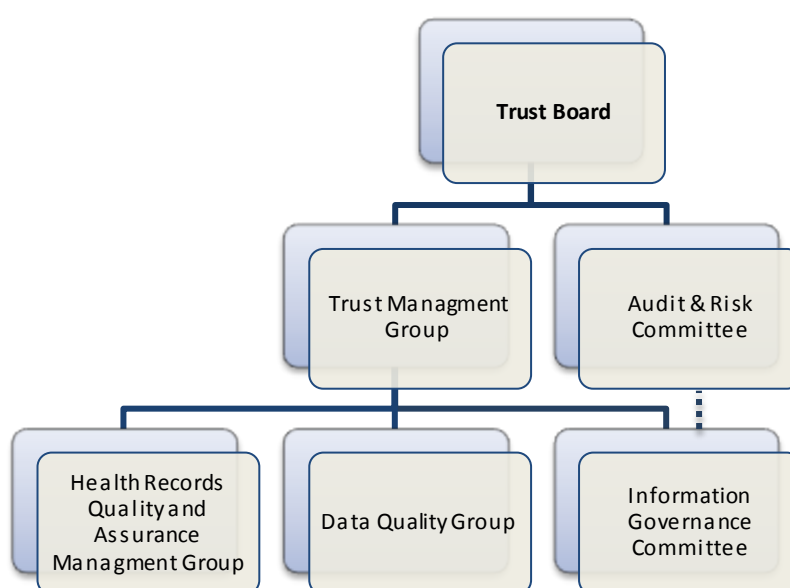 Trust Board
Trust Managment
Group
Audit & Risk
Committee
Health Records
Quality and
Assurance
Managment Group
Data Quality Group
Information
Governance
Committee